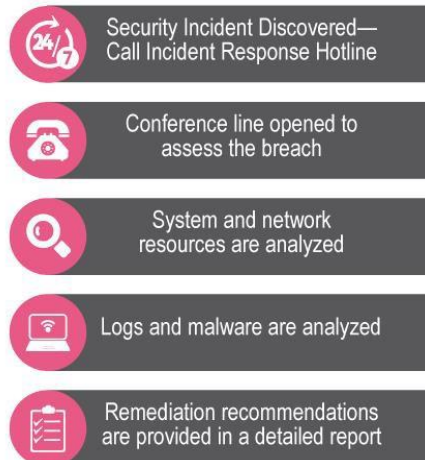 24/7
Security Incident Discovered—
Call Incident Response Hotline
Conference line opened to
assess the breach
System and network
resources are analyzed
Logs and malware are analyzed
Remediation recommendations
are provided in a detailed report